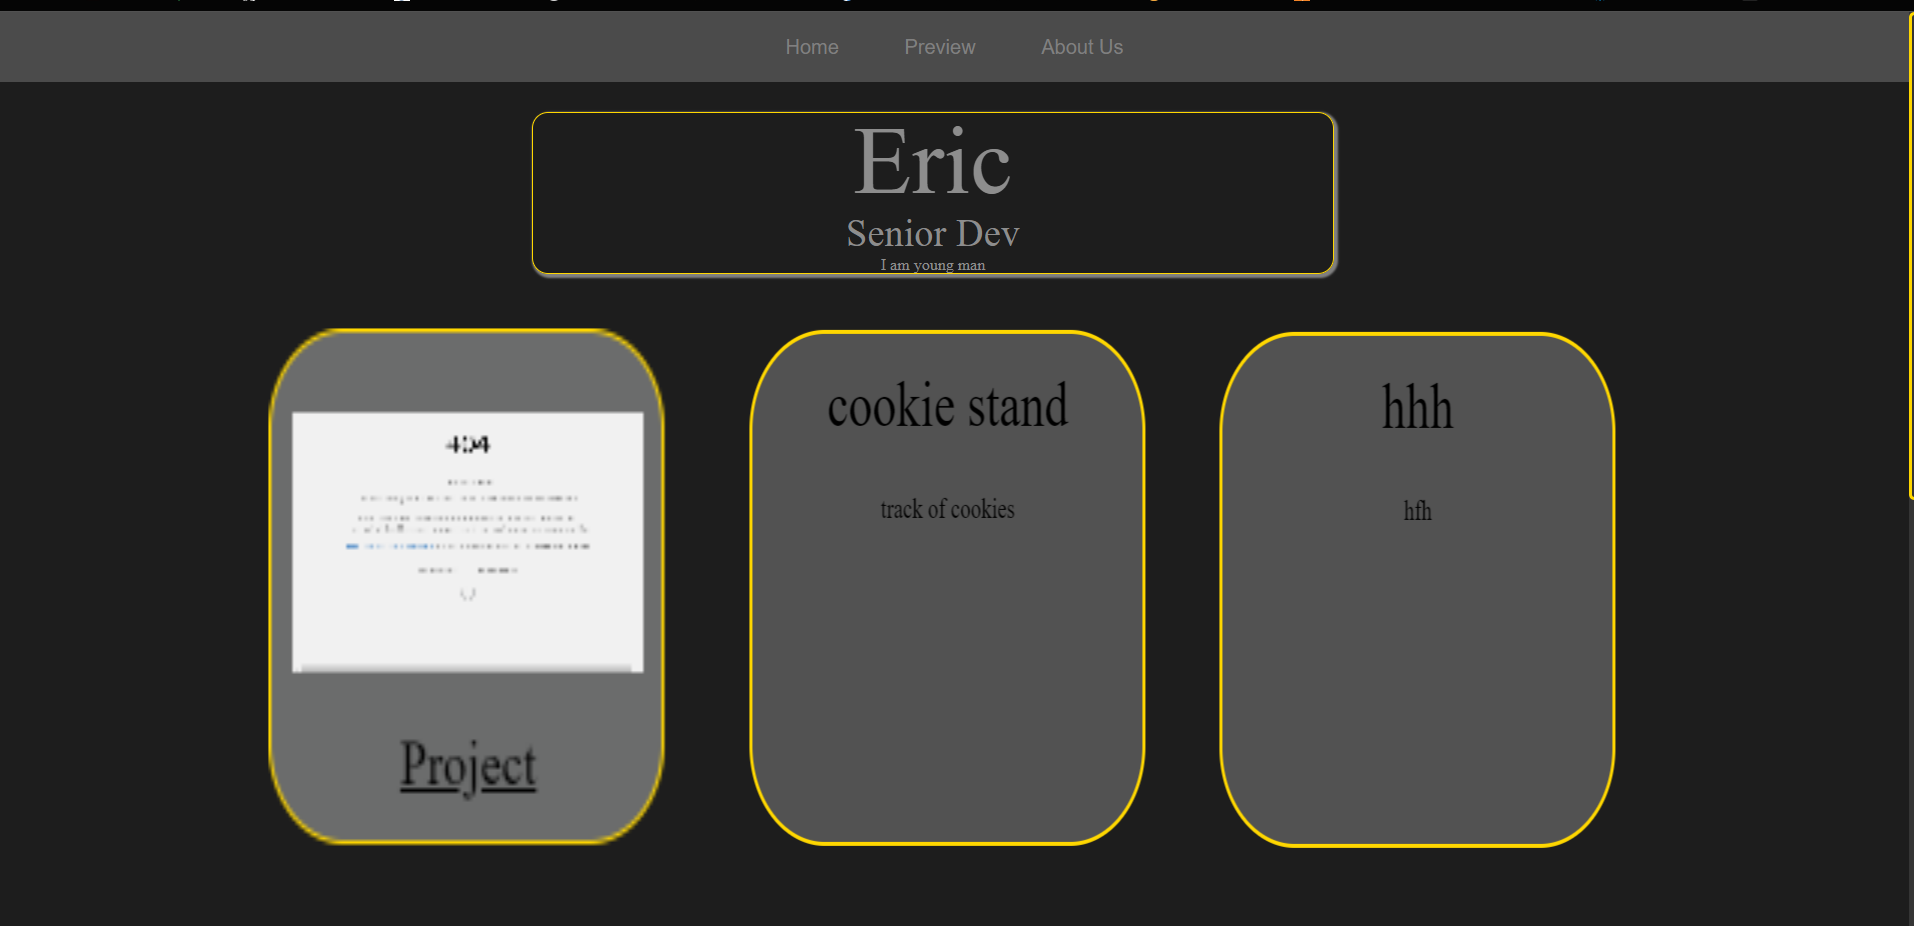 Home Preview About Us
Eric
Senior Dev
I am young man
404
Project
cookie stand
track of cookies
hhh
hfh